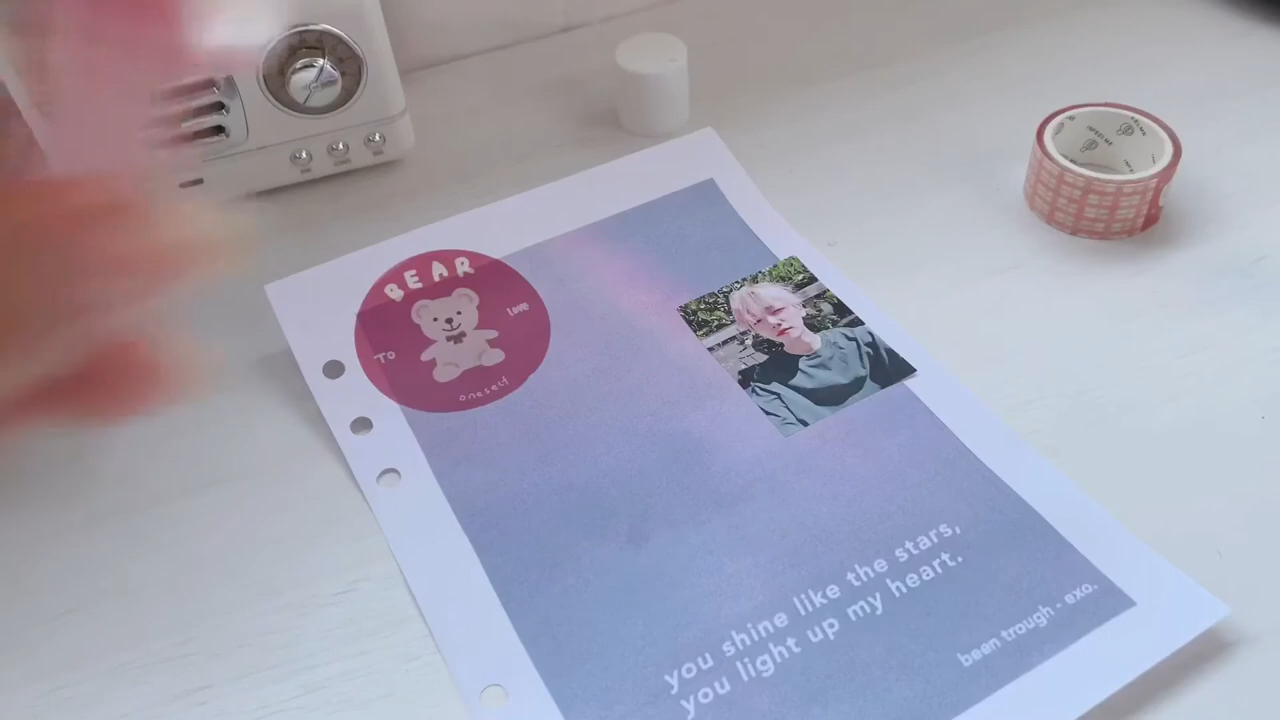 BEAR
love
TO
oneself
you shine like the stars,
you light up my heart.
been trough - exo.